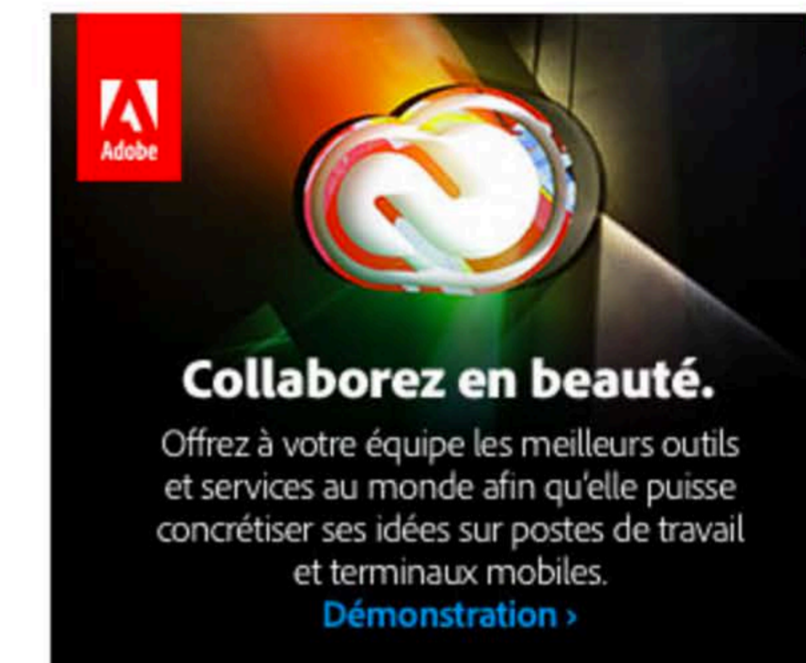 Adobe
Collaborez en beauté.
Offrez à votre équipe les meilleurs outils
et services au monde afin qu'elle puisse
concrétiser ses idées sur postes de travail
et terminaux mobiles.
Démonstration ›